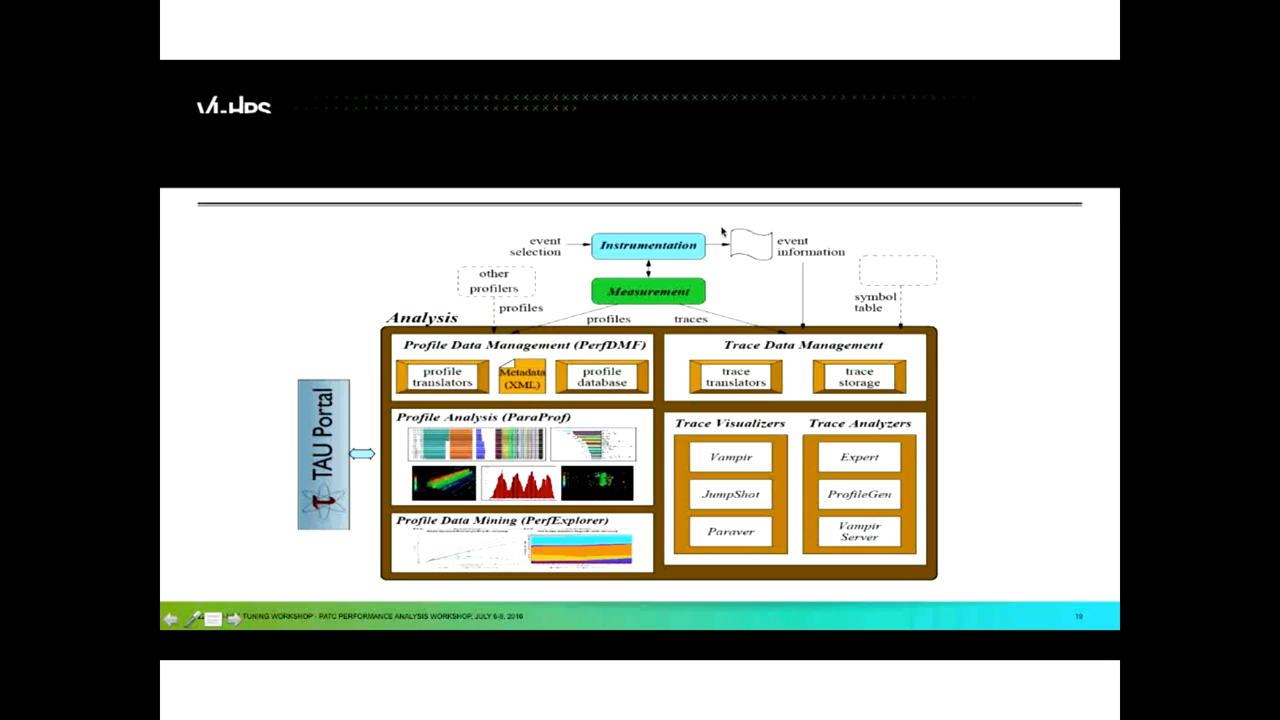 event
selection
Instrumentation
event
information
other
profilers
Measurement
symbol
table
profiles
profiles
traces
Analysis
Profile Data Management (PerfDMF)
profile
translators
Metadata
(XML)
profile
database
Trace Data Management
trace
translators
trace
storage
TAU Portal
Profile Analysis (ParaProf)
Profile Data Mining (PerfExplorer)
Trace Visualizers
Vampir
JumpShot
Paraver
Trace Analyzers
Expert
ProfileGen
Vampir
Server
TUNING WORKSHOP - PATC PERFORMANCE ANALYSIS WORKSHOP, JULY 6-8, 2016
19